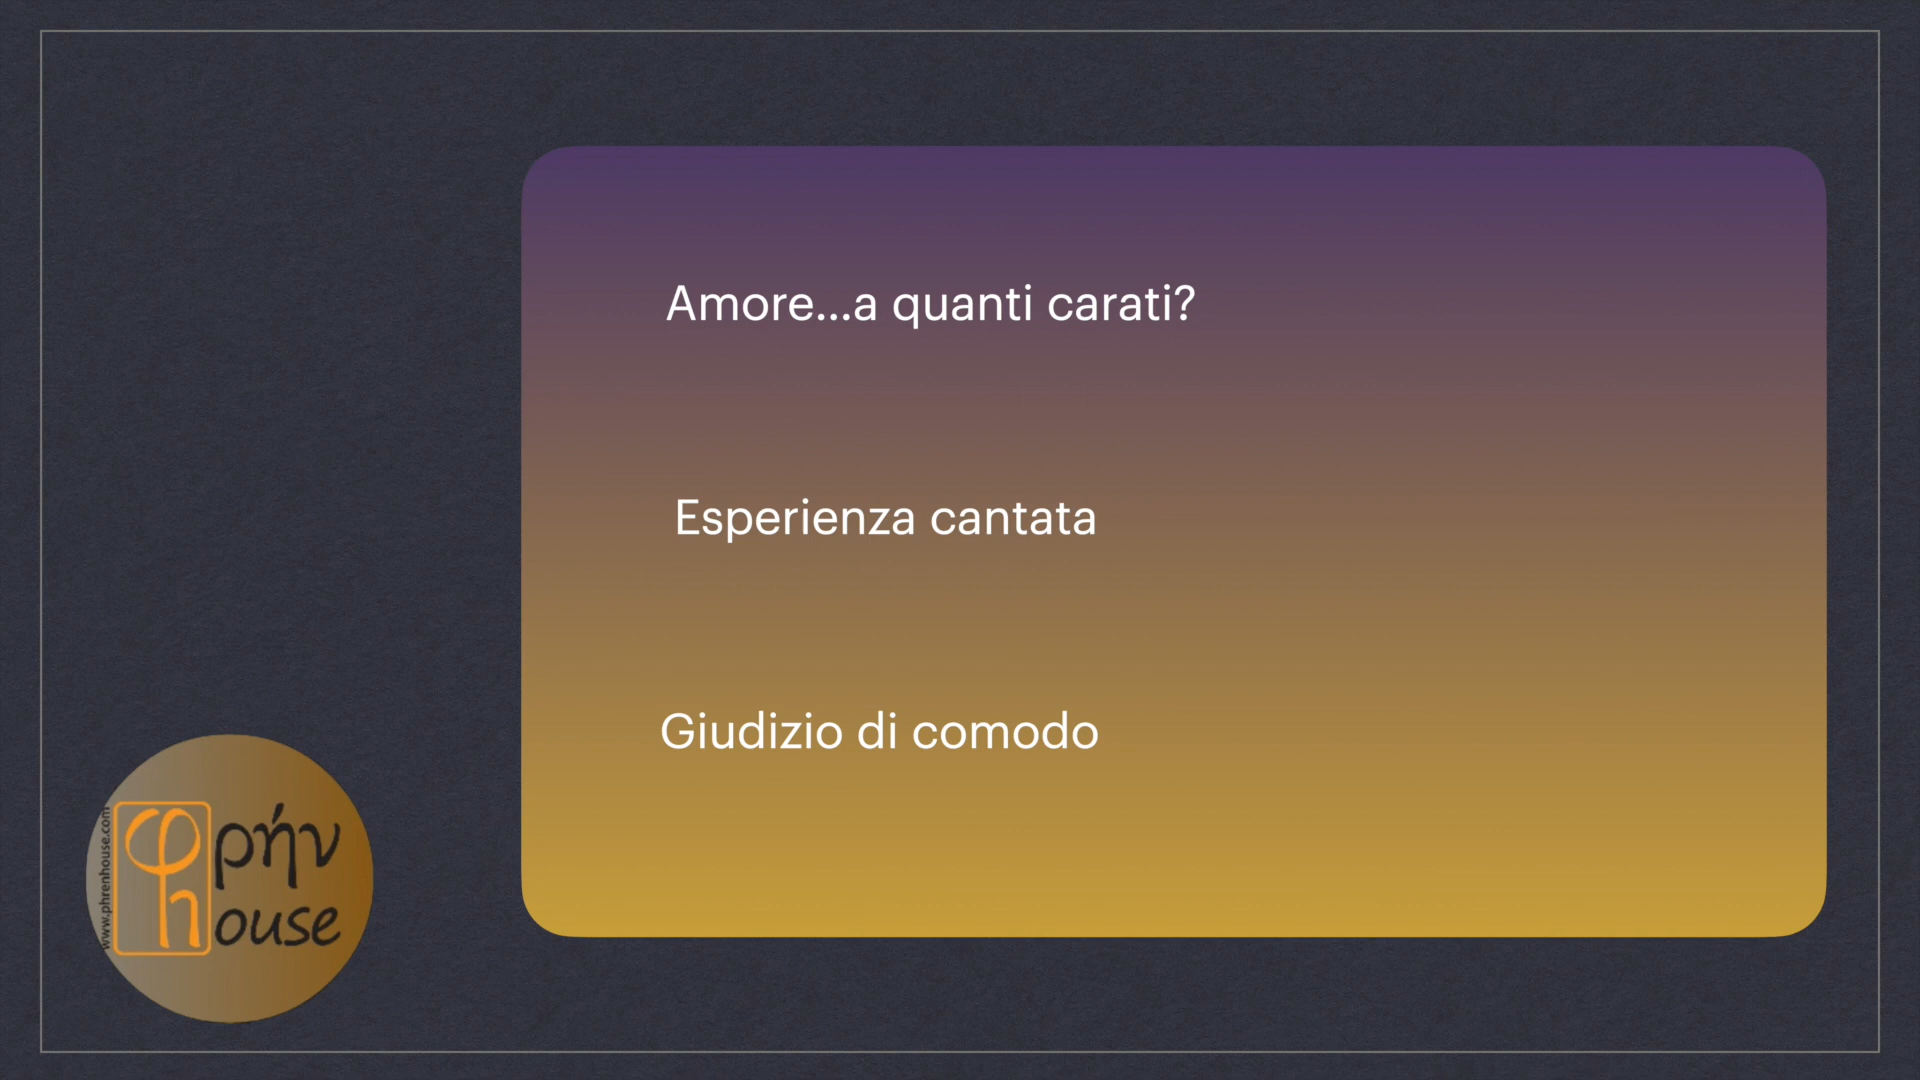 Amore...a quanti carati?
Esperienza cantata
Giudizio di comodo
www.phrenhouse.com
φρήν
house